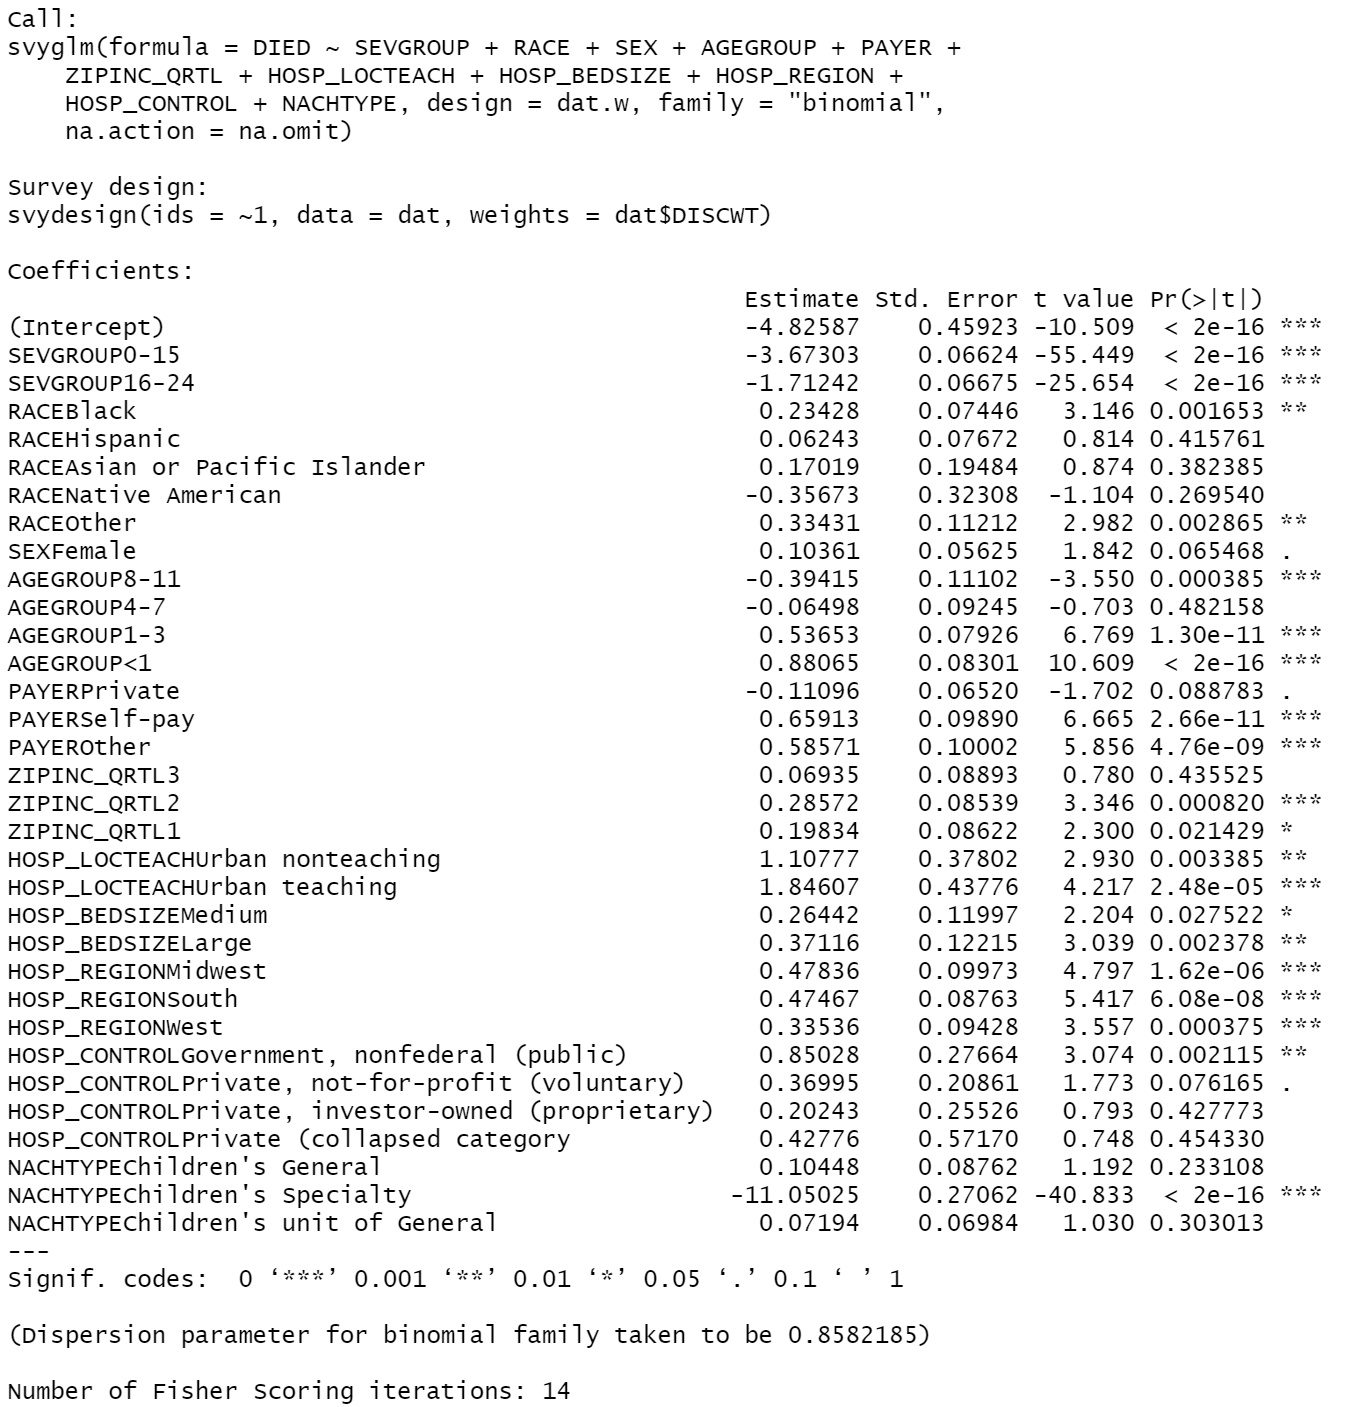 Call:
svyglm(formula = DIED ~ SEVGROUP + RACE + SEX + AGEGROUP + PAYER +
    ZIPINC_QRTL + HOSP_LOCTEACH + HOSP_BEDSIZE + HOSP_REGION +
    HOSP_CONTROL + NACHTYPE, design = dat.w, family = "binomial",
    na.action = na.omit)

Survey design:
svydesign(ids = ~1, data = dat, weights = dat$DISCWT)

Coefficients:
                                                   Estimate Std. Error t value Pr(>|t|)
(Intercept)                                        -4.82587    0.45923 -10.509  < 2e-16 ***
SEVGROUP0-15                                       -3.67303    0.06624 -55.449  < 2e-16 ***
SEVGROUP16-24                                      -1.71242    0.06675 -25.654  < 2e-16 ***
RACEBlack                                           0.23428    0.07446   3.146 0.001653 **
RACEHispanic                                        0.06243    0.07672   0.814 0.415761
RACEAsian or Pacific Islander                       0.17019    0.19484   0.874 0.382385
RACENative American                                -0.35673    0.32308  -1.104 0.269540
RACEOther                                           0.33431    0.11212   2.982 0.002865 **
SEXFemale                                           0.10361    0.05625   1.842 0.065468 .
AGEGROUP8-11                                       -0.39415    0.11102  -3.550 0.000385 ***
AGEGROUP4-7                                        -0.06498    0.09245  -0.703 0.482158
AGEGROUP1-3                                         0.53653    0.07926   6.769 1.30e-11 ***
AGEGROUP<1                                          0.88065    0.08301  10.609  < 2e-16 ***
PAYERPrivate                                       -0.11096    0.06520  -1.702 0.088783 .
PAYERSelf-pay                                       0.65913    0.09890   6.665 2.66e-11 ***
PAYEROther                                          0.58571    0.10002   5.856 4.76e-09 ***
ZIPINC_QRTL3                                        0.06935    0.08893   0.780 0.435525
ZIPINC_QRTL2                                        0.28572    0.08539   3.346 0.000820 ***
ZIPINC_QRTL1                                        0.19834    0.08622   2.300 0.021429 *
HOSP_LOCTEACHUrban nonteaching                      1.10777    0.37802   2.930 0.003385 **
HOSP_LOCTEACHUrban teaching                         1.84607    0.43776   4.217 2.48e-05 ***
HOSP_BEDSIZEMedium                                  0.26442    0.11997   2.204 0.027522 *
HOSP_BEDSIZELarge                                   0.37116    0.12215   3.039 0.002378 **
HOSP_REGIONMidwest                                  0.47836    0.09973   4.797 1.62e-06 ***
HOSP_REGIONSouth                                    0.47467    0.08763   5.417 6.08e-08 ***
HOSP_REGIONWest                                     0.33536    0.09428   3.557 0.000375 ***
HOSP_CONTROLGovernment, nonfederal (public)         0.85028    0.27664   3.074 0.002115 **
HOSP_CONTROLPrivate, not-for-profit (voluntary)     0.36995    0.20861   1.773 0.076165 .
HOSP_CONTROLPrivate, investor-owned (proprietary)   0.20243    0.25526   0.793 0.427773
HOSP_CONTROLPrivate (collapsed category             0.42776    0.57170   0.748 0.454330
NACHTYPEChildren's General                          0.10448    0.08762   1.192 0.233108
NACHTYPEChildren's Specialty                      -11.05025    0.27062 -40.833  < 2e-16 ***
NACHTYPEChildren's unit of General                  0.07194    0.06984   1.030 0.303013
---
Signif. codes:  0 ‘***’ 0.001 ‘**’ 0.01 ‘*’ 0.05 ‘.’ 0.1 ‘ ’ 1

(Dispersion parameter for binomial family taken to be 0.8582185)

Number of Fisher Scoring iterations: 14